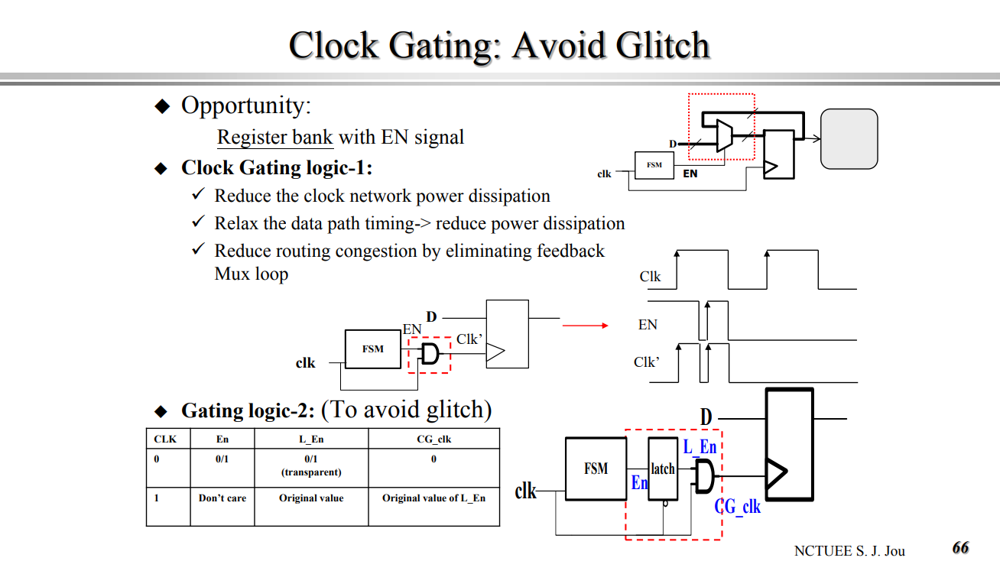 Clock Gating: Avoid Glitch
◆ Opportunity:
Register bank with EN signal
◆ Clock Gating logic-1:
✓ Reduce the clock network power dissipation
✓ Relax the data path timing-> reduce power dissipation
✓ Reduce routing congestion by eliminating feedback
Mux loop
D
FSM
clk
EN
Clk
EN
Clk’
D
EN
Clk’
FSM
clk
◆ Gating logic-2: (To avoid glitch)
CLK En L_En CG_clk
0 0/1 0/1 0
(transparent)
1 Don’t care Original value Original value of L_En
D
L_En
FSM
latch
En
clk
CG_clk
NCTUEE S. J. Jou
66